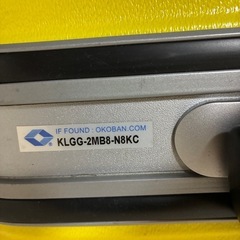 IF FOUND : OKOBAN.COM
KLGG-2MB8-N8KC